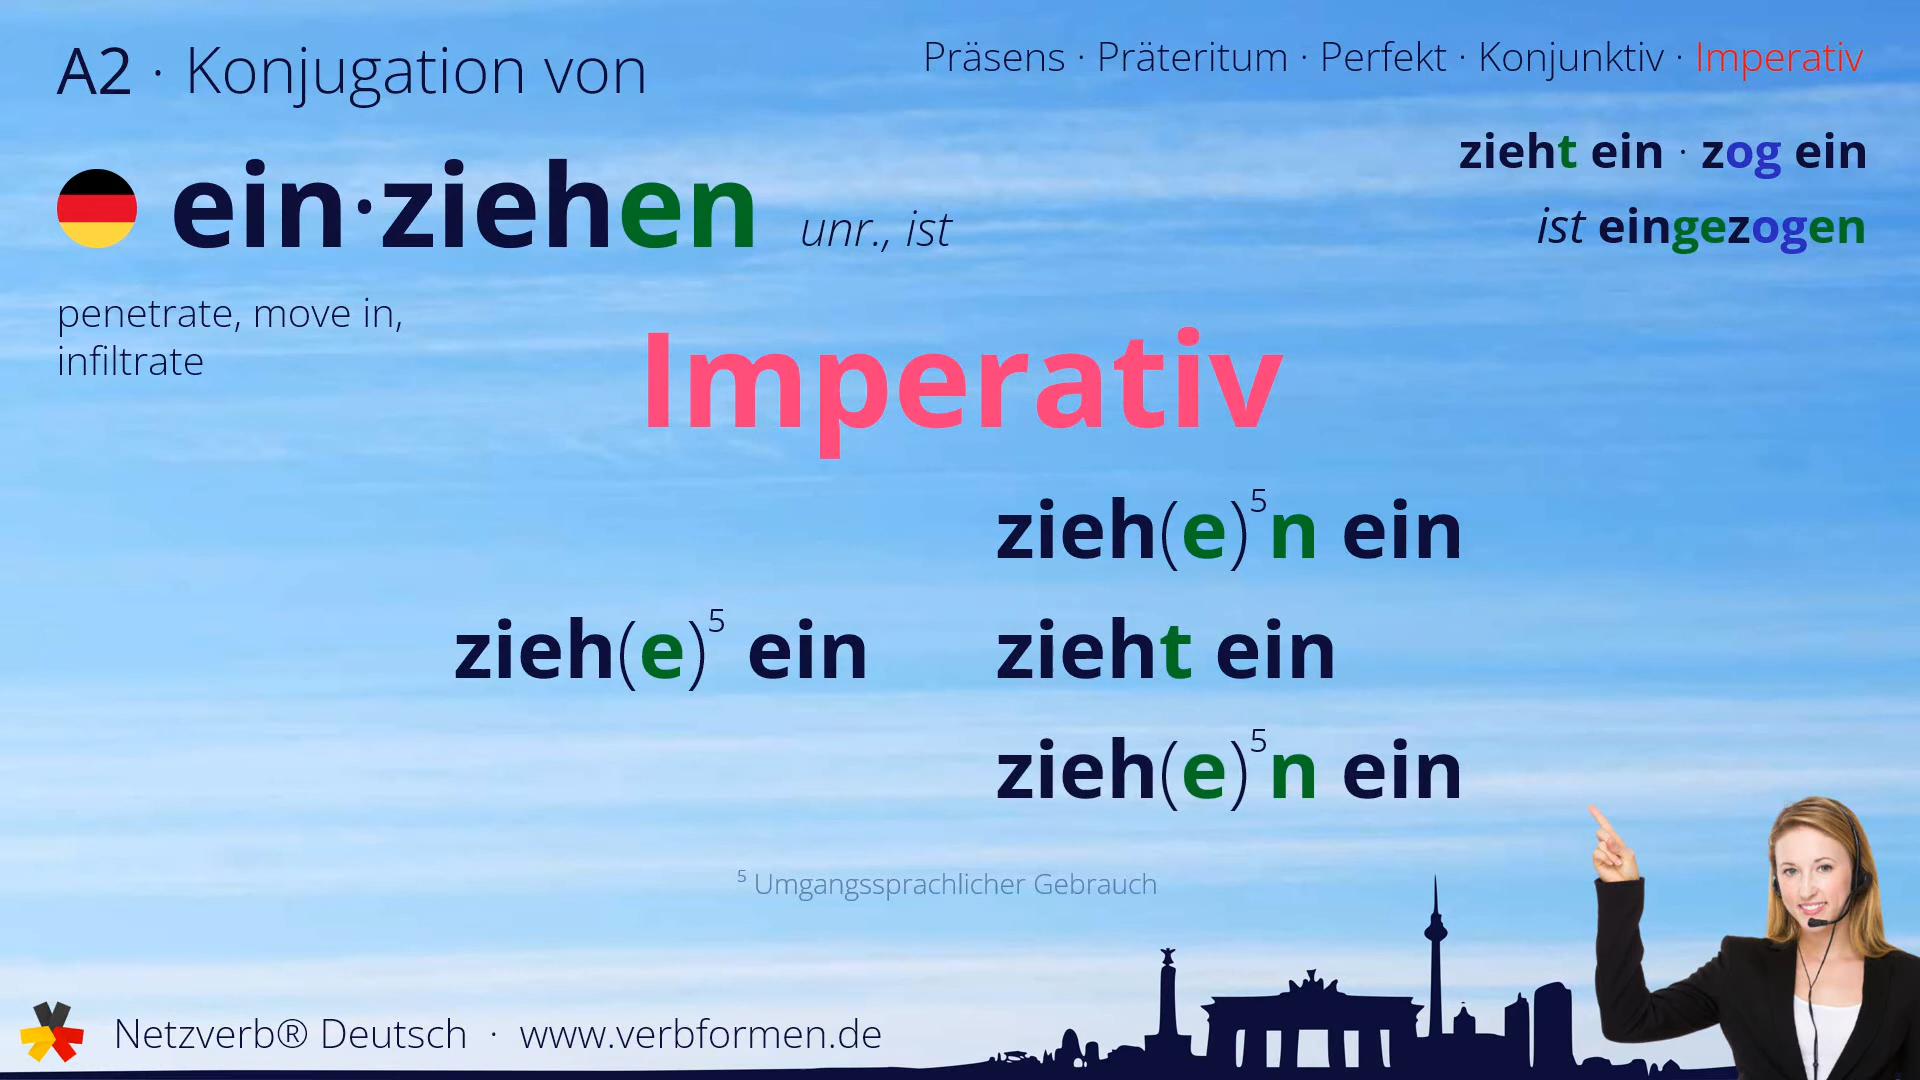 A2 · Konjugation von
Präsens · Präteritum · Perfekt · Konjunktiv · Imperativ
ein·ziehen unr., ist
zieht ein · zog ein
ist eingezogen
penetrate, move in,
infiltrate
Imperativ
zieh(e)⁵n ein
zieh(e)⁵ ein zieht ein
zieh(e)⁵n ein
⁵ Umgangssprachlicher Gebrauch
Netzverb® Deutsch · www.verbformen.de